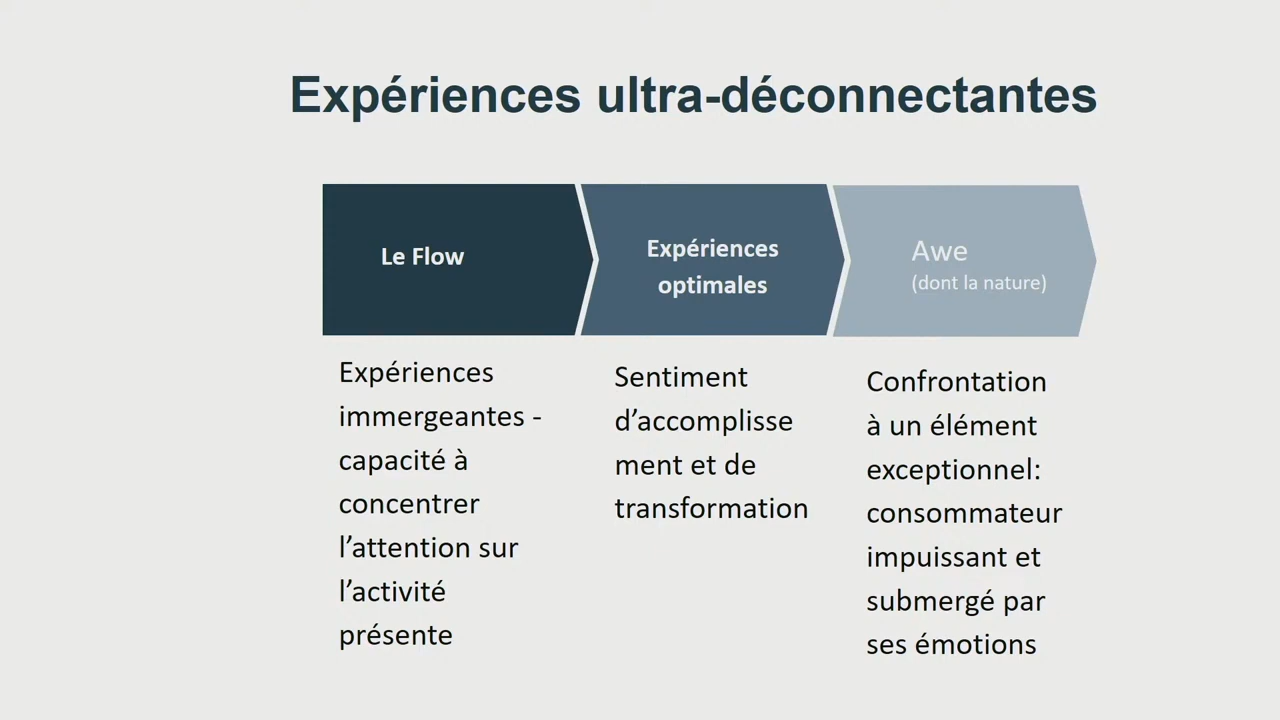 Expériences ultra-déconnectantes
Le Flow
Expériences
optimales
Awe
(dont la nature)
Expériences
immergeantes -
capacité à
concentrer
l’attention sur
l’activité
présente
Sentiment
d’accomplisse
ment et de
transformation
Confrontation
à un élément
exceptionnel:
consommateur
impuissant et
submergé par
ses émotions